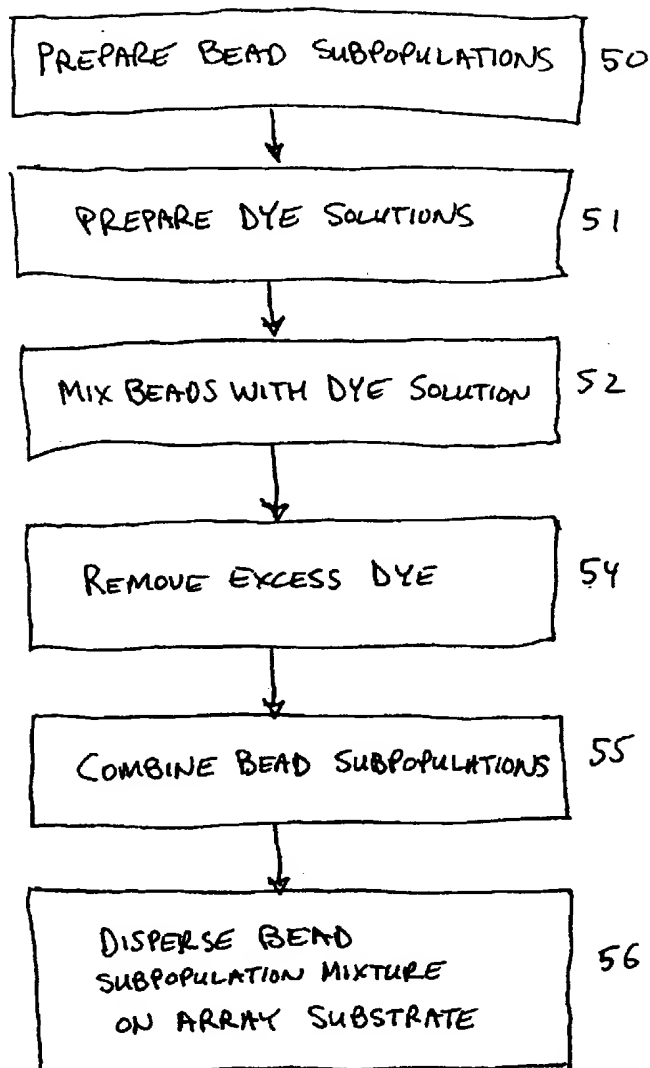 PREPARE BEAD SUBPOPULATIONS 50
PREPARE DYE SOLUTIONS 51
MIX BEADS WITH DYE SOLUTION 52
REMOVE EXCESS DYE 54
COMBINE BEAD SUBPOPULATIONS 55
DISPERSE BEAD
SUBPOPULATION MIXTURE 56
ON ARRAY SUBSTRATE